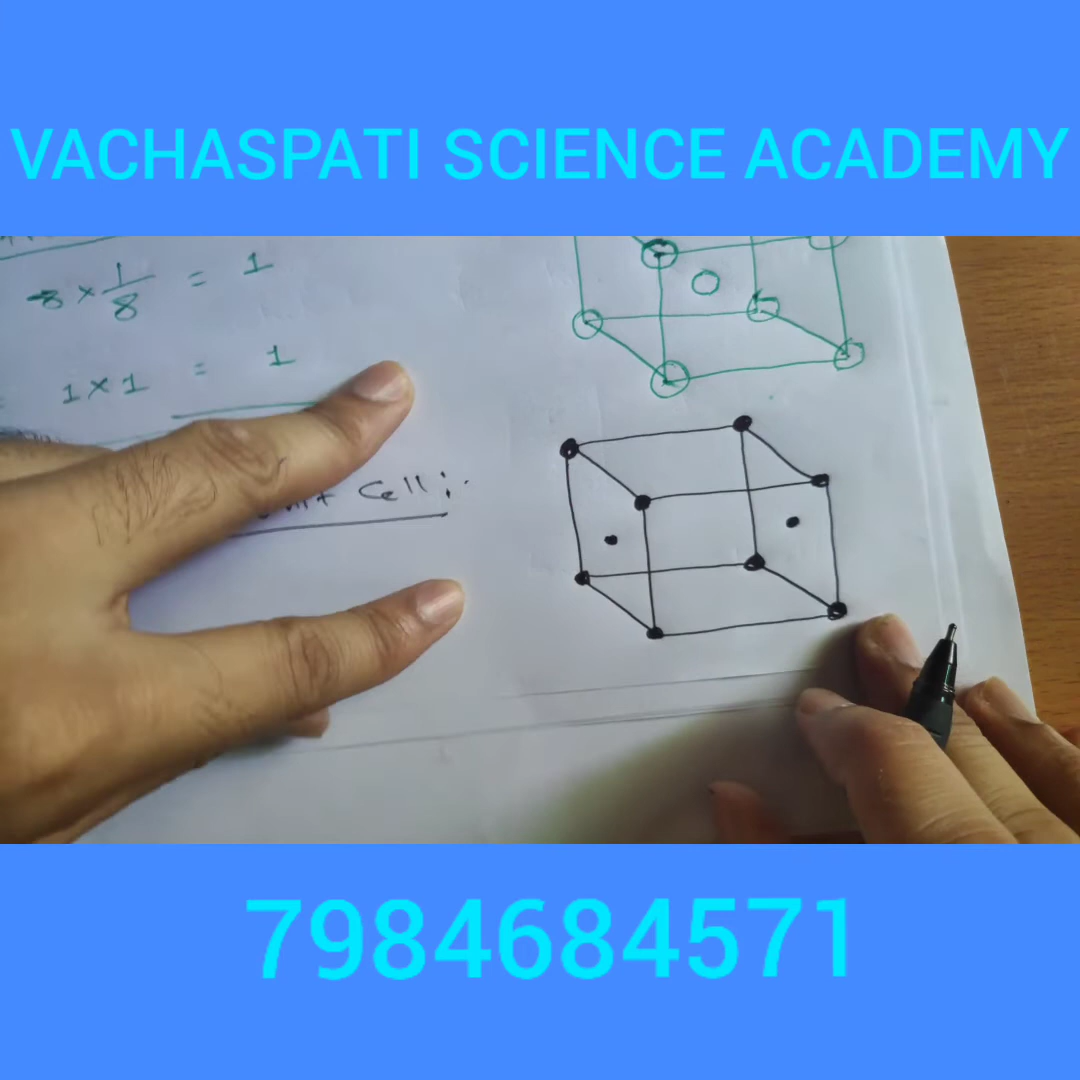 VACHASPATI SCIENCE ACADEMY
8 × 1/8 = 1
= 1 × 1 = 1
Cell :
7984684571